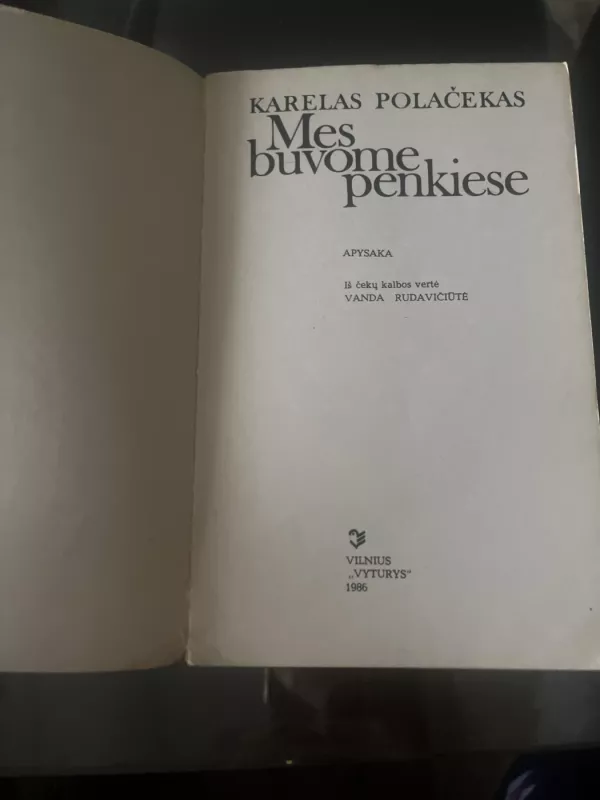 KARELAS POLAČEKAS
Mes
buvome
penkiese
APYSAKA
Iš čekų kalbos vertė
VANDA RUDAVIČIŪTĖ
VILNIUS
„VYTURYS“
1986